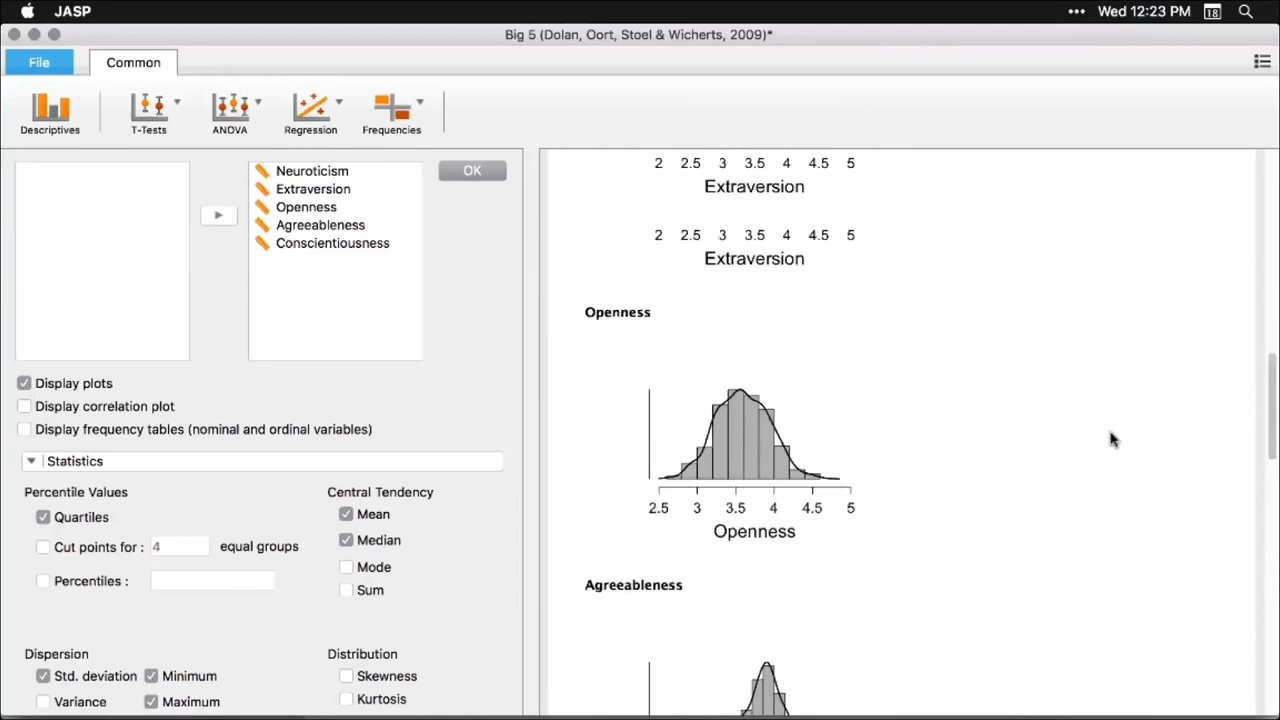 JASP
••• Wed 12:23 PM 18
Big 5 (Dolan, Oort, Stoel & Wicherts, 2009)*
File Common
Descriptives T-Tests ANOVA Regression Frequencies
Neuroticism
Extraversion
Openness
Agreeableness
Conscientiousness
OK
Display plots
Display correlation plot
Display frequency tables (nominal and ordinal variables)
Statistics
Percentile Values
Quartiles
Cut points for : 4 equal groups
Percentiles :
Central Tendency
Mean
Median
Mode
Sum
Dispersion
Std. deviation Minimum
Variance Maximum
Distribution
Skewness
Kurtosis
2 2.5 3 3.5 4 4.5 5
Extraversion
2 2.5 3 3.5 4 4.5 5
Extraversion
Openness
2.5 3 3.5 4 4.5 5
Openness
Agreeableness